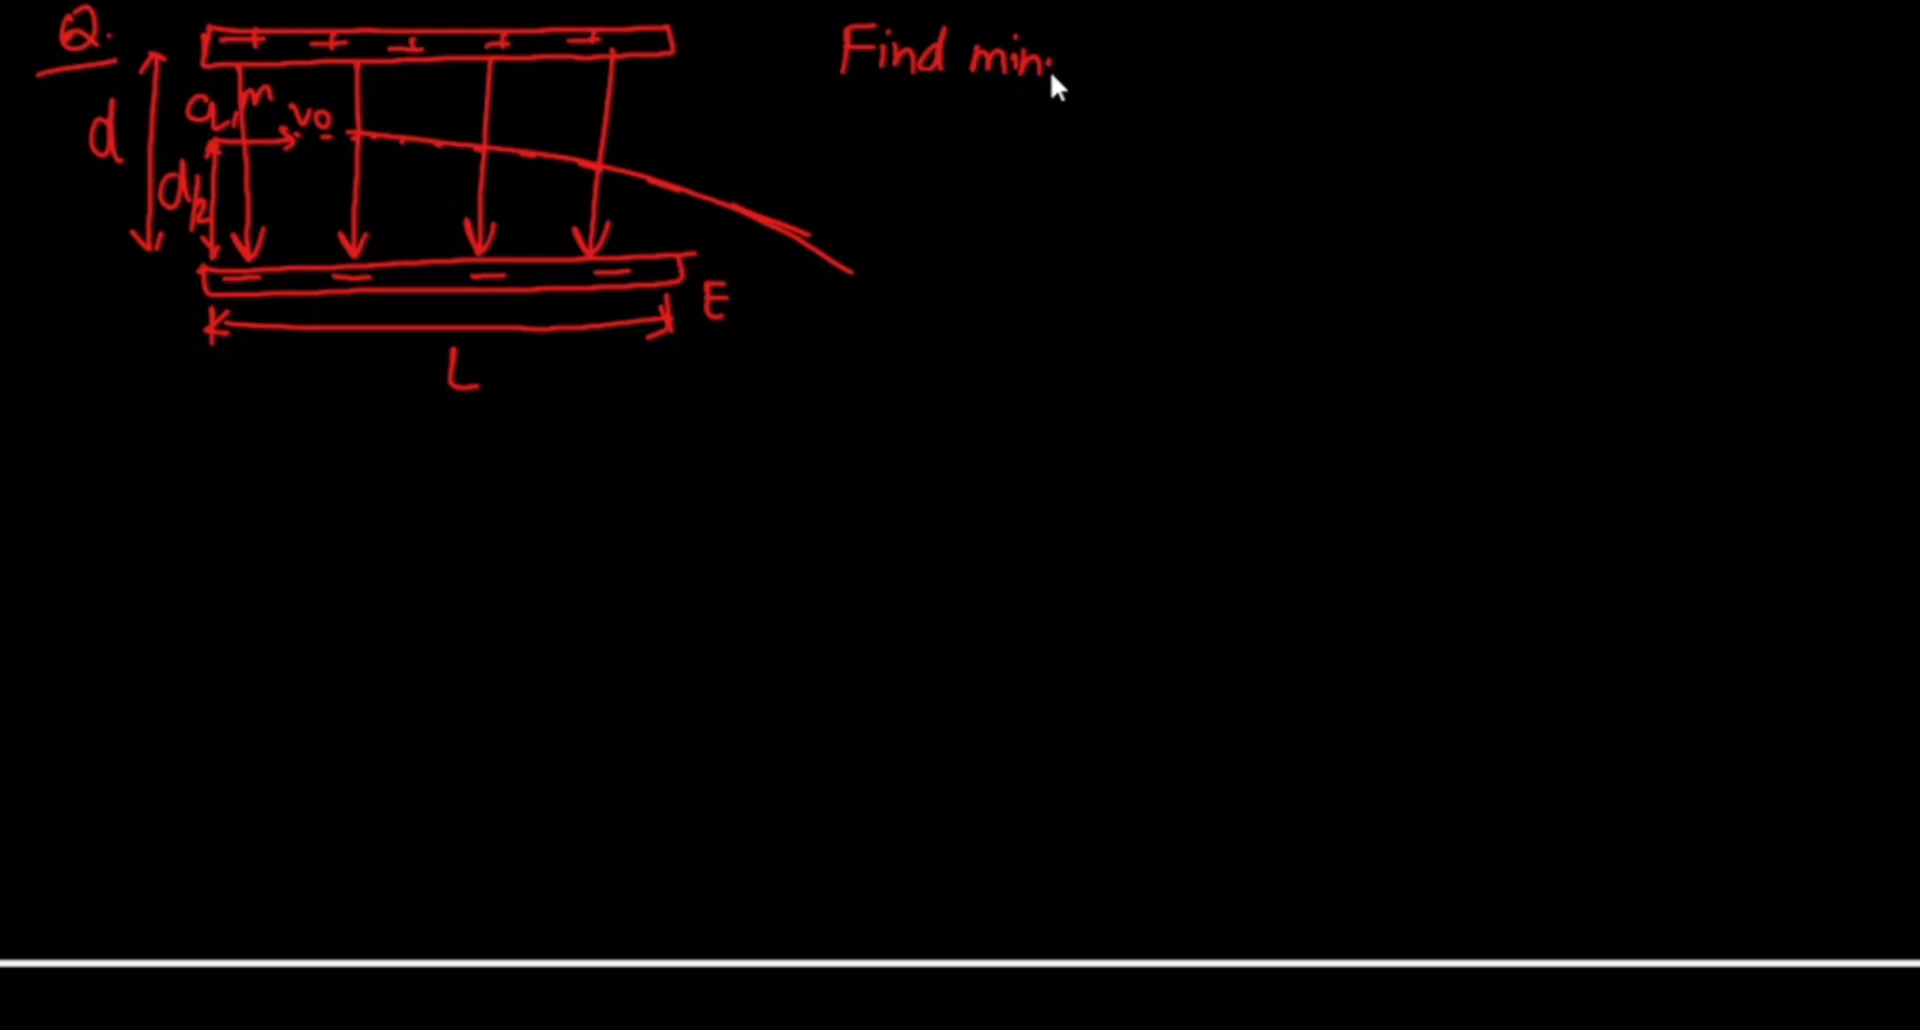 Q.
Find min.
+ + + + +
d
q, m
v0
d/2
- - - -
E
L